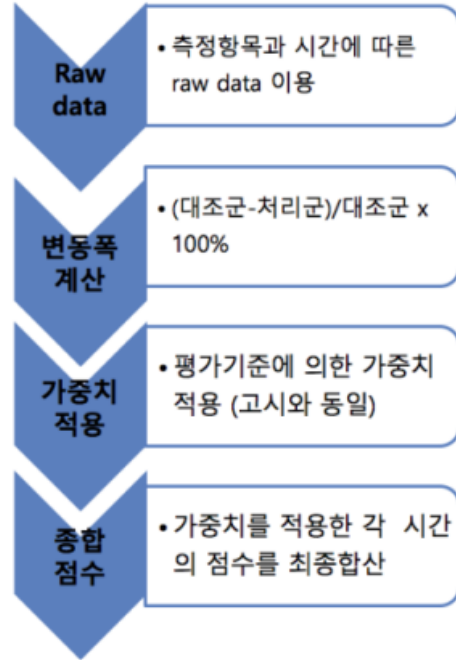 Raw
data
• 측정항목과 시간에 따른
raw data 이용
변동폭
계산
• (대조군-처리군)/대조군 x
100%
가중치
적용
• 평가기준에 의한 가중치
적용 (고시와 동일)
종합
점수
• 가중치를 적용한 각 시간
의 점수를 최종합산